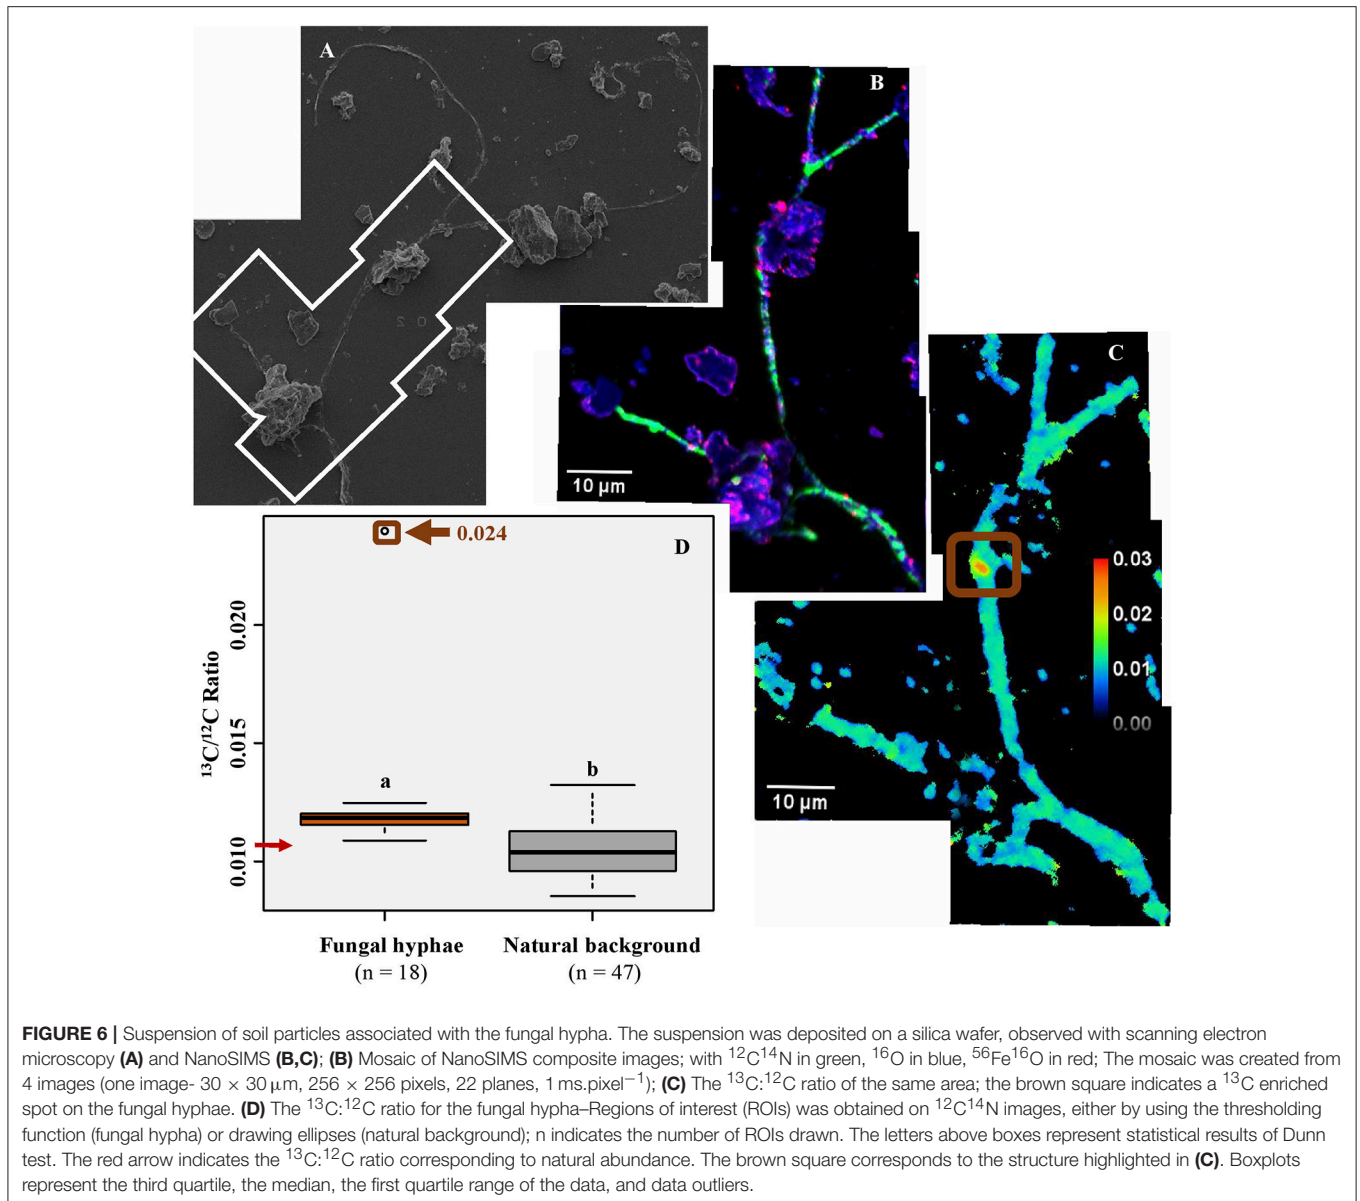 A
B
C
10 µm
0.03
0.02
0.01
0.00
10 µm
0.024
D
¹³C/¹²C Ratio
0.020
0.015
0.010
a
b
Fungal hyphae
(n = 18)
Natural background
(n = 47)
FIGURE 6 | Suspension of soil particles associated with the fungal hypha. The suspension was deposited on a silica wafer, observed with scanning electron
microscopy (A) and NanoSIMS (B,C); (B) Mosaic of NanoSIMS composite images; with ¹²C¹⁴N in green, ¹⁶O in blue, ⁵⁶Fe¹⁶O in red; The mosaic was created from
4 images (one image- 30 × 30 µm, 256 × 256 pixels, 22 planes, 1 ms.pixel⁻¹); (C) The ¹³C:¹²C ratio of the same area; the brown square indicates a ¹³C enriched
spot on the fungal hyphae. (D) The ¹³C:¹²C ratio for the fungal hypha–Regions of interest (ROIs) was obtained on ¹²C¹⁴N images, either by using the thresholding
function (fungal hypha) or drawing ellipses (natural background); n indicates the number of ROIs drawn. The letters above boxes represent statistical results of Dunn
test. The red arrow indicates the ¹³C:¹²C ratio corresponding to natural abundance. The brown square corresponds to the structure highlighted in (C). Boxplots
represent the third quartile, the median, the first quartile range of the data, and data outliers.